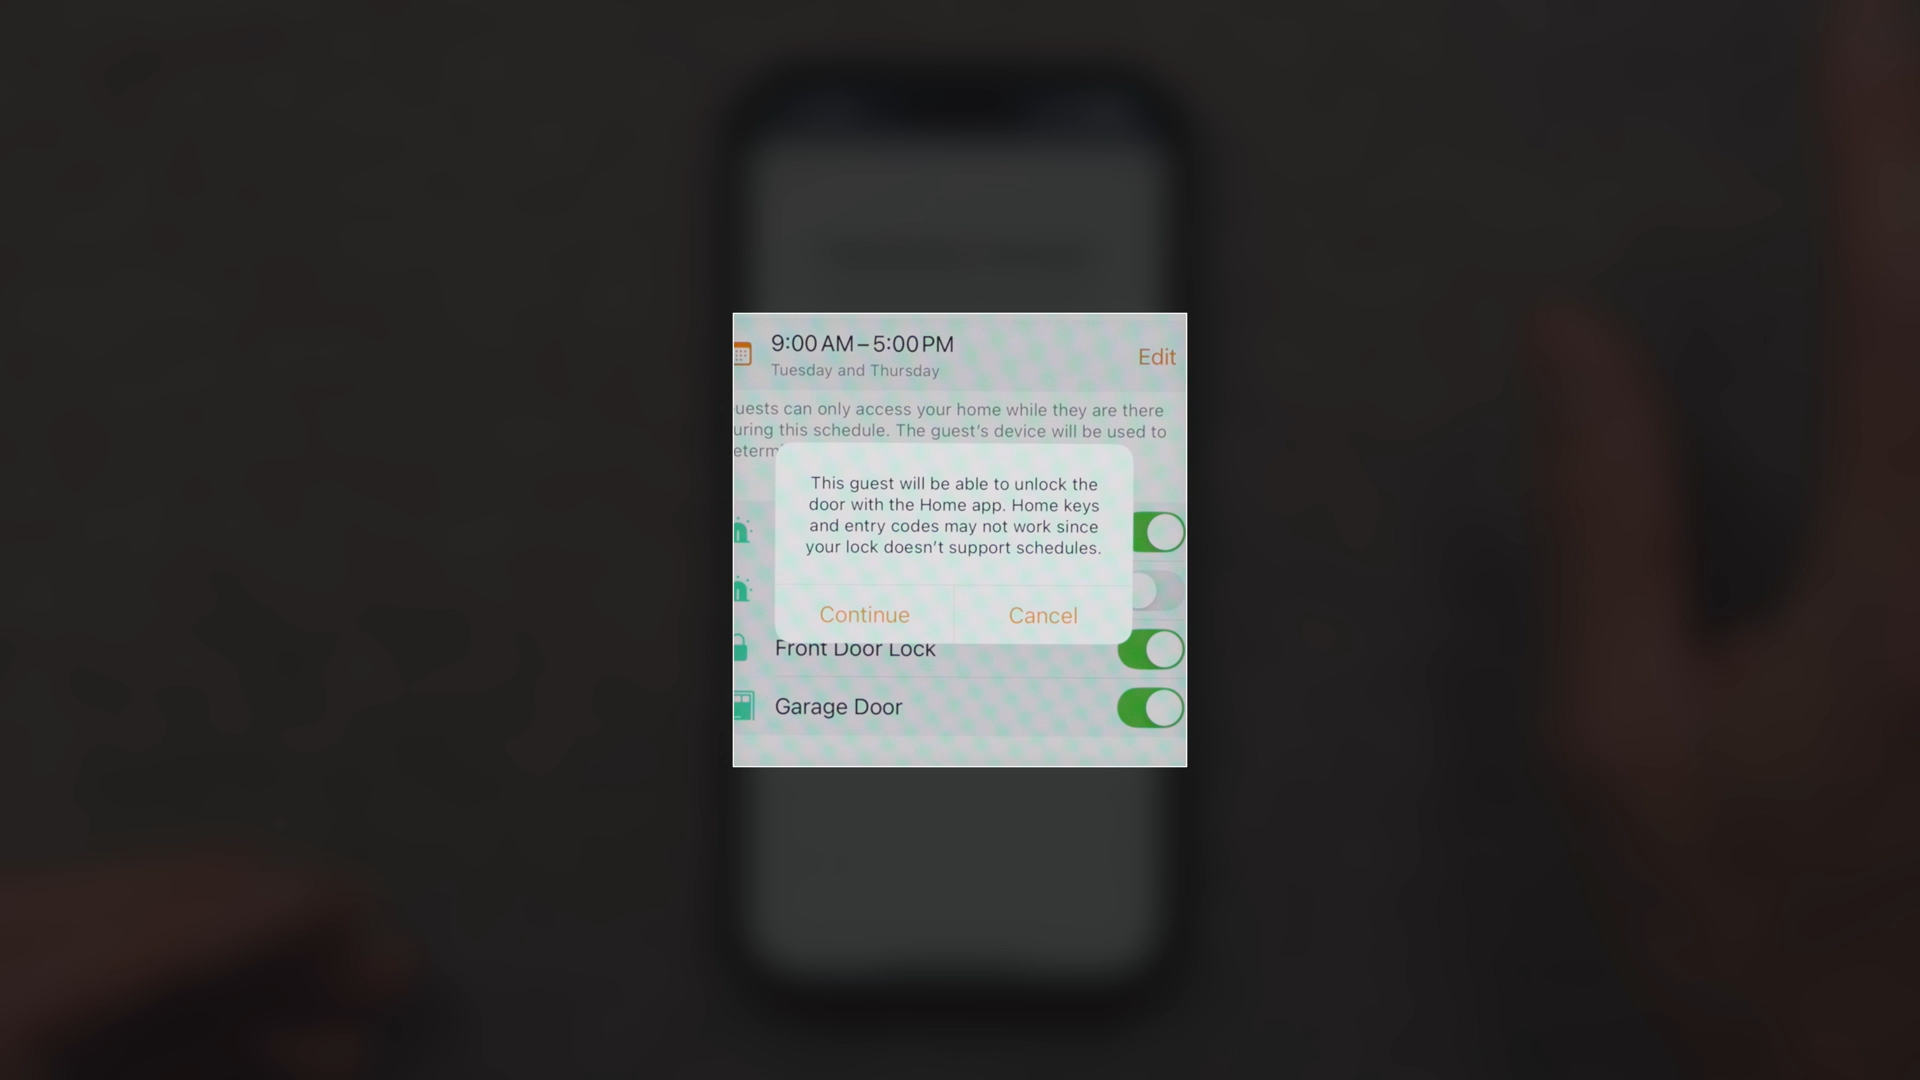 9:00 AM – 5:00 PM
Edit
Tuesday and Thursday
uests can only access your home while they are there
uring this schedule. The guest's device will be used to
eterm
This guest will be able to unlock the
door with the Home app. Home keys
and entry codes may not work since
your lock doesn't support schedules.
Continue
Cancel
Front Door Lock
Garage Door